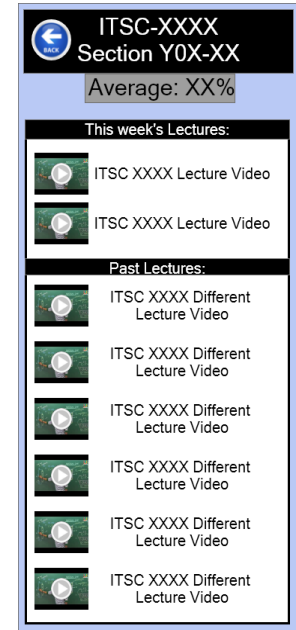 ITSC-XXXX
Section Y0X-XX
BACK
Average: XX%
This week's Lectures:
ITSC XXXX Lecture Video
ITSC XXXX Lecture Video
Past Lectures:
ITSC XXXX Different
Lecture Video
ITSC XXXX Different
Lecture Video
ITSC XXXX Different
Lecture Video
ITSC XXXX Different
Lecture Video
ITSC XXXX Different
Lecture Video
ITSC XXXX Different
Lecture Video